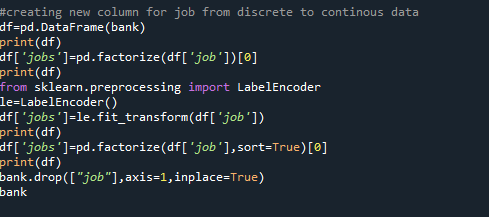 #creating new column for job from discrete to continous data
df=pd.DataFrame(bank)
print(df)
df['jobs']=pd.factorize(df['job'])[0]
print(df)
from sklearn.preprocessing import LabelEncoder
le=LabelEncoder()
df['jobs']=le.fit_transform(df['job'])
print(df)
df['jobs']=pd.factorize(df['job'],sort=True)[0]
print(df)
bank.drop(["job"],axis=1,inplace=True)
bank